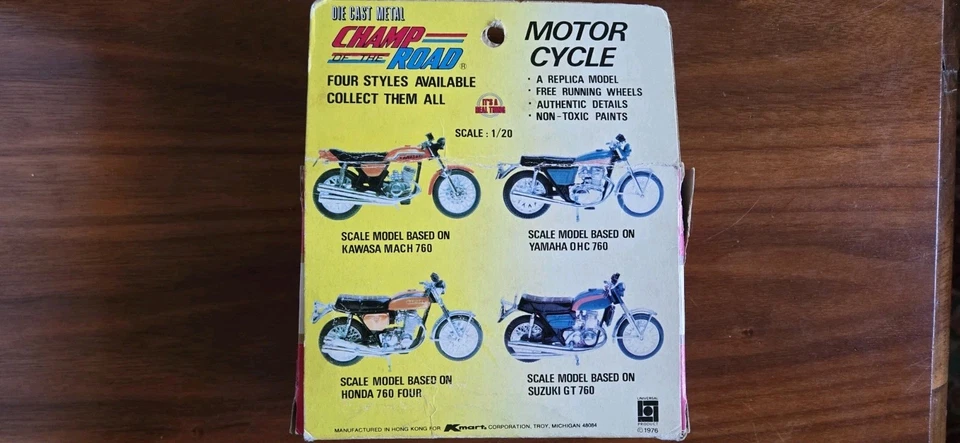 DIE CAST METAL
CHAMP
OF THE ROAD®
FOUR STYLES AVAILABLE
COLLECT THEM ALL
IT'S A
REAL THING
MOTOR
CYCLE
· A REPLICA MODEL
· FREE RUNNING WHEELS
· AUTHENTIC DETAILS
· NON-TOXIC PAINTS
SCALE : 1/20
SCALE MODEL BASED ON
KAWASA MACH 760
SCALE MODEL BASED ON
YAMAHA OHC 760
SCALE MODEL BASED ON
HONDA 760 FOUR
SCALE MODEL BASED ON
SUZUKI GT 760
UNIVERSAL
PRODUCT
© 1976
MANUFACTURED IN HONG KONG FOR Kmart® CORPORATION, TROY, MICHIGAN 48084